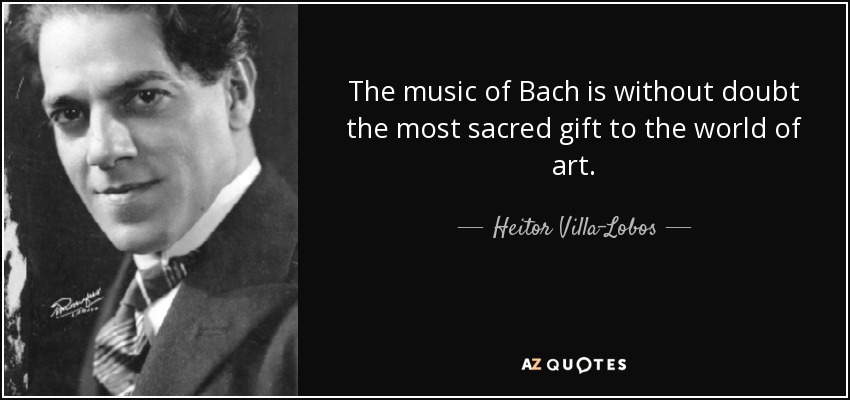 The music of Bach is without doubt
the most sacred gift to the world of
art.
Heitor Villa-Lobos
AZ QUOTES